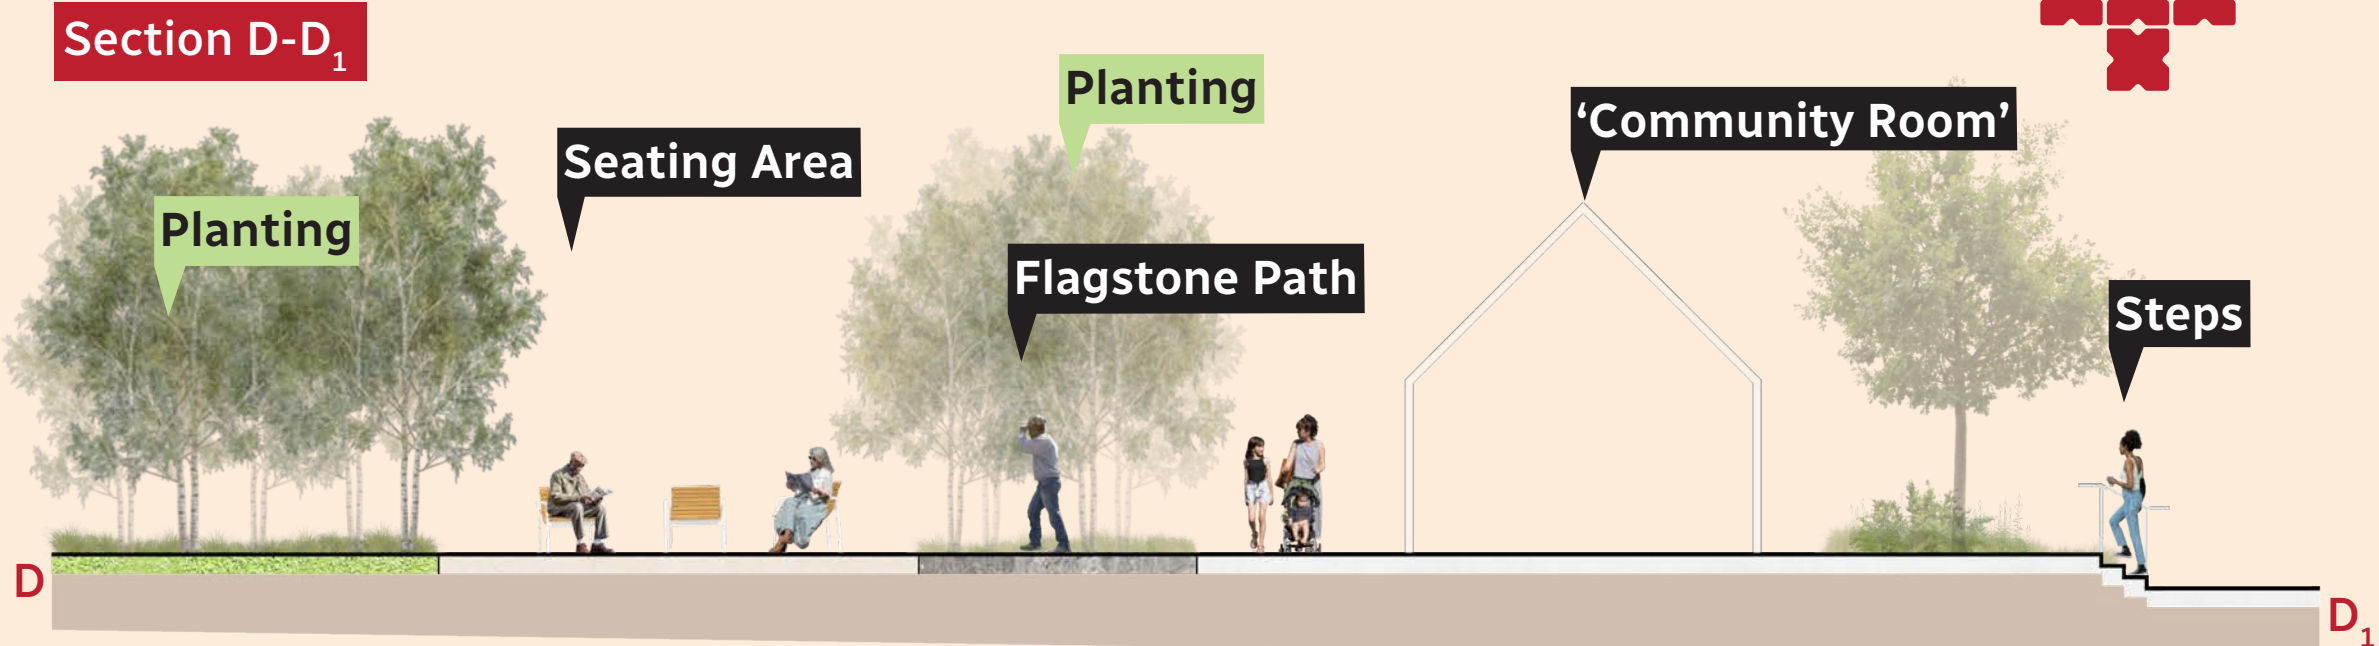 Section D-D₁
Planting
Seating Area
Planting
Flagstone Path
‘Community Room’
Steps
D
D₁